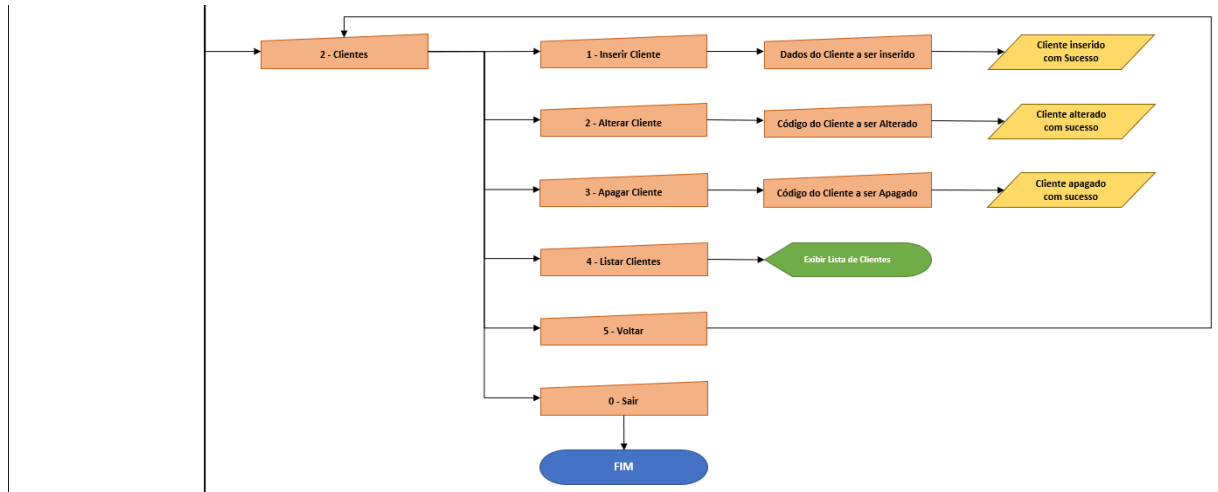 2 - Clientes
1 - Inserir Cliente
Dados do Cliente a ser inserido
Cliente inserido
com Sucesso
2 - Alterar Cliente
Código do Cliente a ser Alterado
Cliente alterado
com sucesso
3 - Apagar Cliente
Código do Cliente a ser Apagado
Cliente apagado
com sucesso
4 - Listar Clientes
Exibir Lista de Clientes
5 - Voltar
0 - Sair
FIM